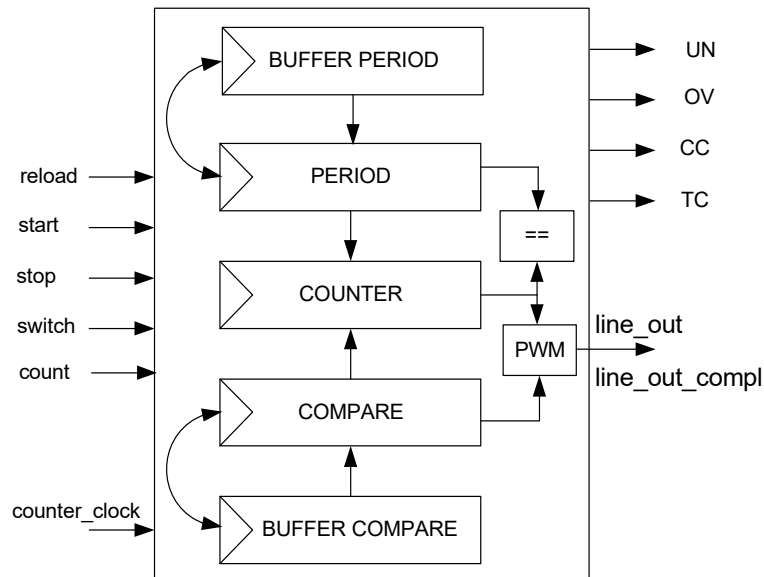 BUFFER PERIOD
PERIOD
==
COUNTER
PWM
COMPARE
BUFFER COMPARE
reload
start
stop
switch
count
counter_clock
UN
OV
CC
TC
line_out
line_out_compl